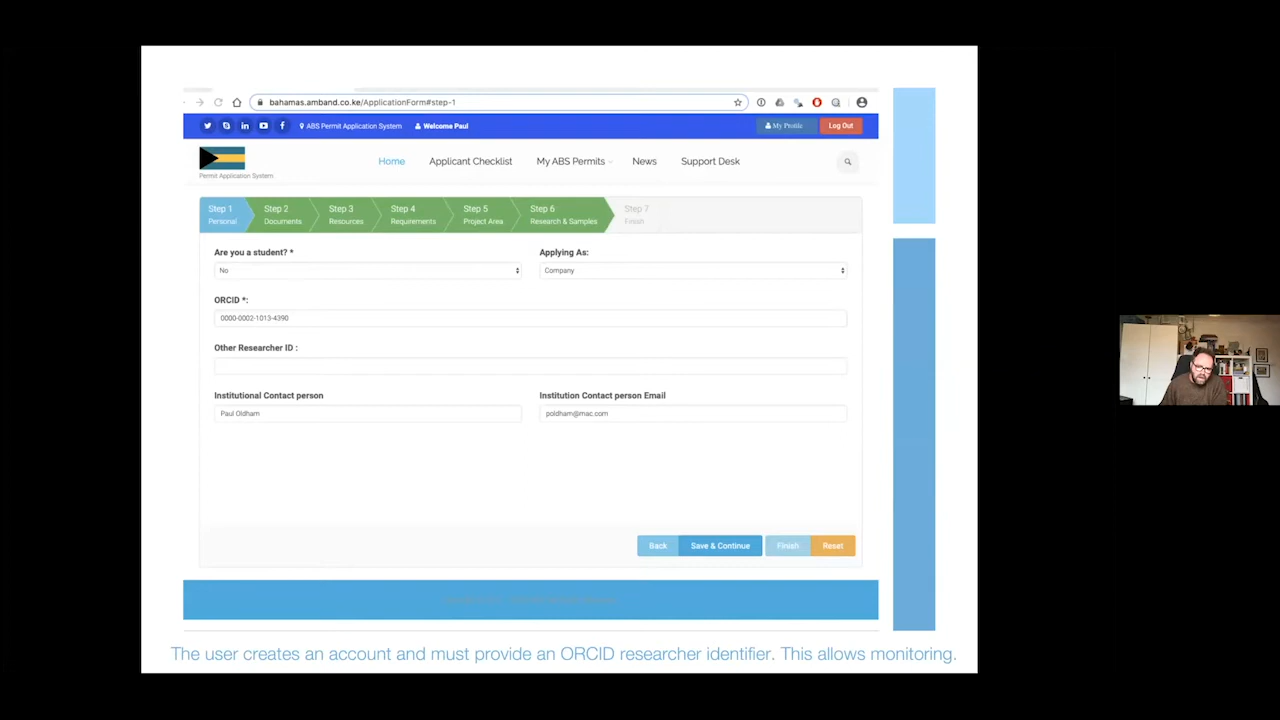 bahamas.amband.co.ke/ApplicationForm#step-1
ABS Permit Application System
Welcome Paul
My Profile
Log Out
Permit Application System
Home
Applicant Checklist
My ABS Permits
News
Support Desk
Step 1
Personal
Step 2
Documents
Step 3
Resources
Step 4
Requirements
Step 5
Project Area
Step 6
Research & Samples
Step 7
Finish
Are you a student? *
No
Applying As:
Company
ORCID *:
0000-0002-1013-4390
Other Researcher ID :
Institutional Contact person
Paul Oldham
Institution Contact person Email
poldham@mac.com
Back
Save & Continue
Finish
Reset
The user creates an account and must provide an ORCID researcher identifier. This allows monitoring.